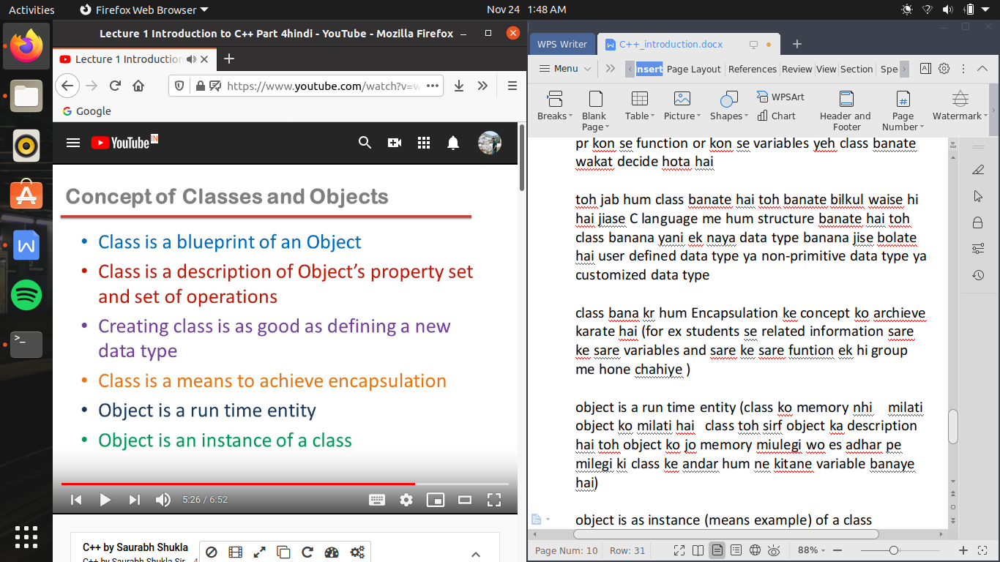 Activities
Firefox Web Browser
Nov 24 1:48 AM
Lecture 1 Introduction to C++ Part 4hindi - YouTube - Mozilla Firefox
Lecture 1 Introduction
https://www.youtube.com/watch?v=w
Google
YouTube IN
Concept of Classes and Objects
• Class is a blueprint of an Object
• Class is a description of Object's property set
and set of operations
• Creating class is as good as defining a new
data type
• Class is a means to achieve encapsulation
• Object is a run time entity
• Object is an instance of a class
5:26 / 6:52
C++ by Saurabh Shukla
C++ by Saurabh Shukla Sir
WPS Writer
C++_introduction.docx
Menu
Insert Page Layout References Review View Section Spe
Breaks
Blank
Page
Table
Picture
Shapes
WPSArt
Chart
Header and
Footer
Page
Number
Watermark
pr kon se function or kon se variables yeh class banate
wakat decide hota hai
toh jab hum class banate hai toh banate bilkul waise hi
hai jiase C language me hum structure banate hai toh
class banana yani ek naya data type banana jise bolate
hai user defined data type ya non-primitive data type ya
customized data type
class bana kr hum Encapsulation ke concept ko archieve
karate hai (for ex students se related information sare
ke sare variables and sare ke sare funtion ek hi group
me hone chahiye )
object is a run time entity (class ko memory nhi milati
object ko milati hai class toh sirf object ka description
hai toh object ko jo memory miulegi wo es adhar pe
milegi ki class ke andar hum ne kitane variable banaye
hai)
object is as instance (means example) of a class
Page Num: 10 Row: 31
88%